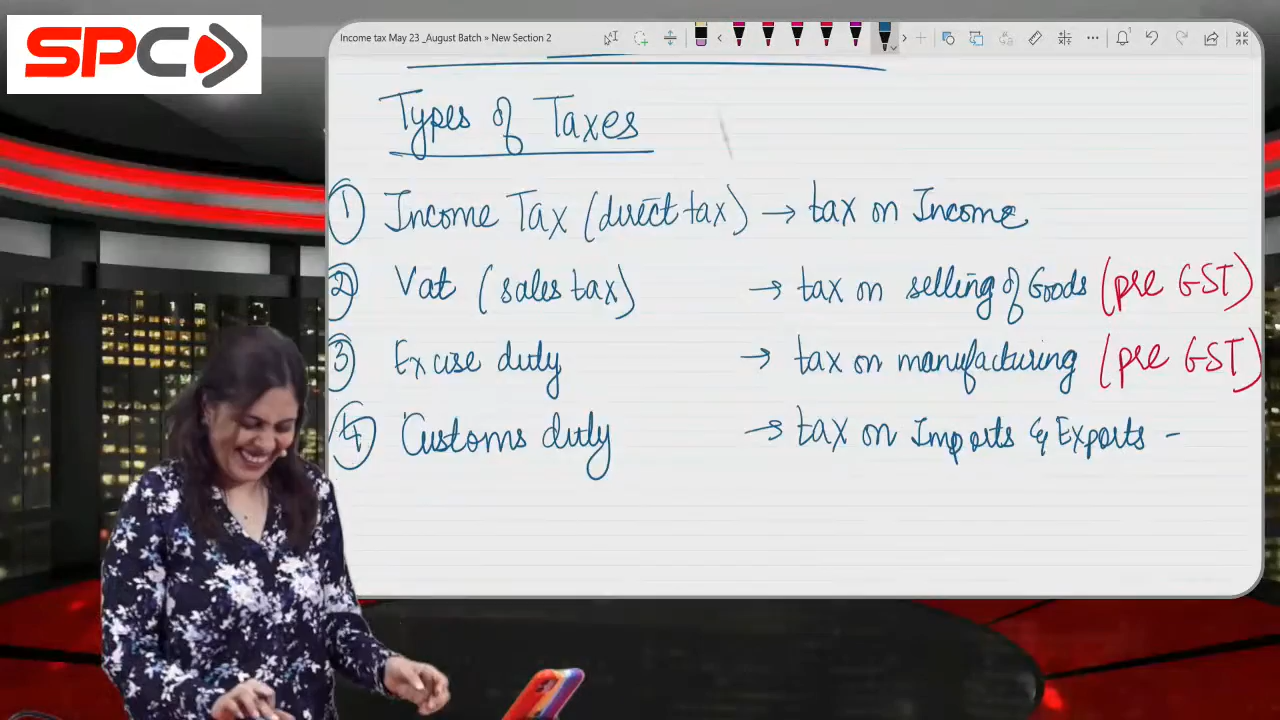 SPC
Income tax May 23 _August Batch » New Section 2
Types of Taxes
① Income Tax (direct tax) → tax on Income
② Vat (sales tax) → tax on selling of Goods (pre GST)
③ Excise duty → tax on manufacturing (pre GST)
④ Customs duty → tax on Imports & Exports -